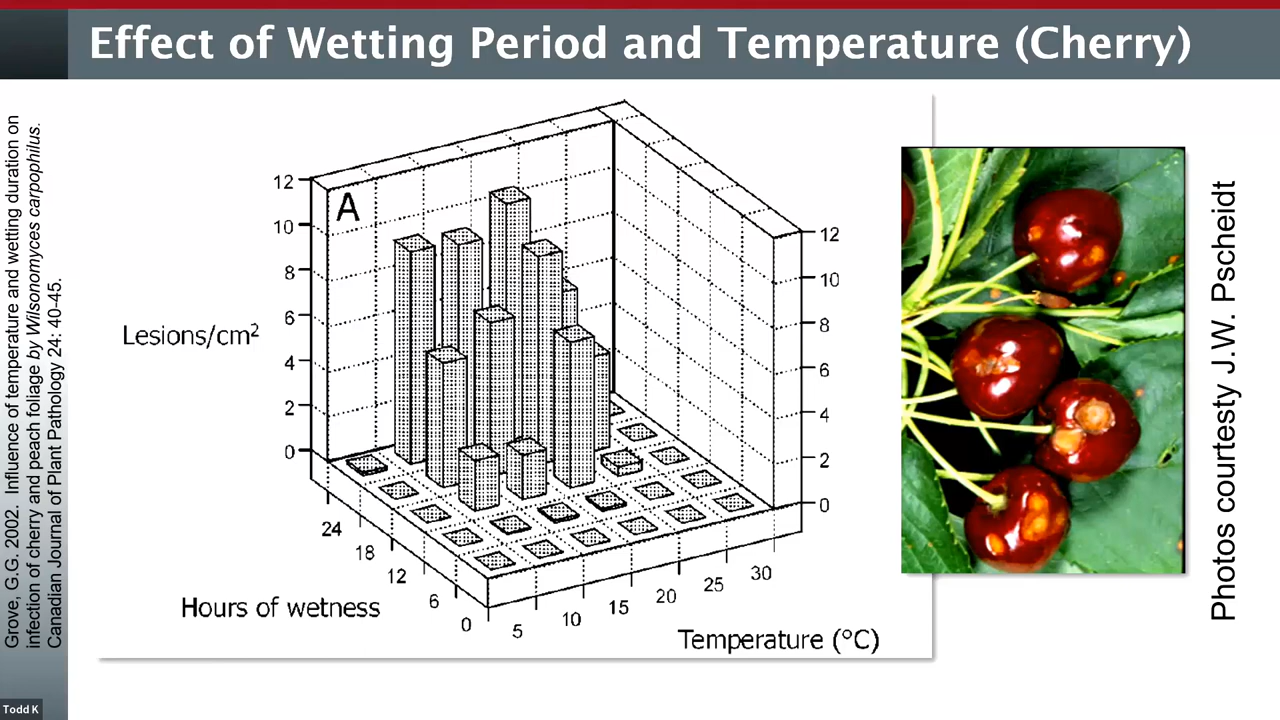 Effect of Wetting Period and Temperature (Cherry)
Grove, G.G. 2002. Influence of temperature and wetting duration on
infection of cherry and peach foliage by Wilsonomyces carpophilus.
Canadian Journal of Plant Pathology 24: 40-45.
A
Lesions/cm²
12
10
8
6
4
2
0
12
10
8
6
4
2
0
24
18
12
6
0
Hours of wetness
5
10
15
20
25
30
Temperature (°C)
Photos courtesty J.W. Pscheidt
Todd K